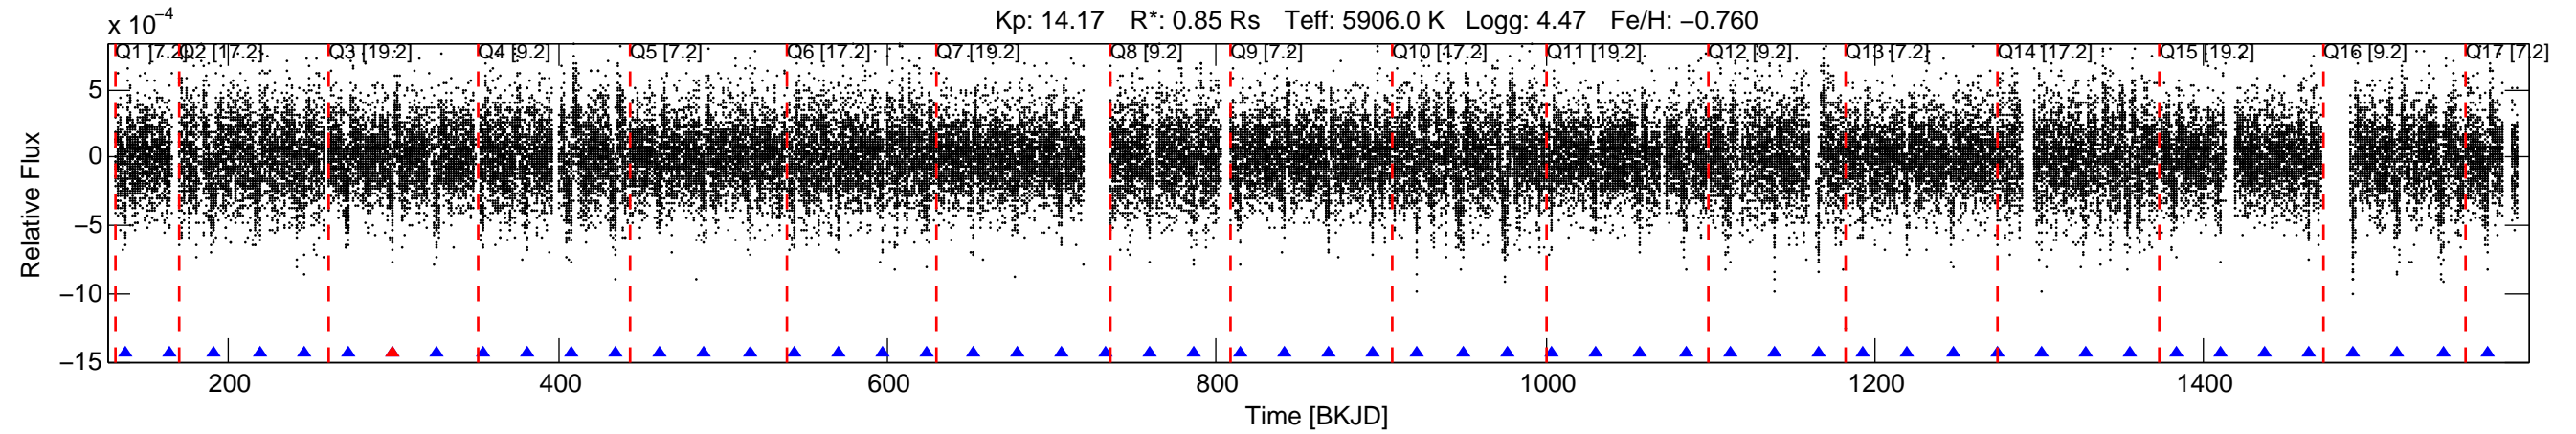 Kp: 14.17 R*: 0.85 Rs Teff: 5906.0 K Logg: 4.47 Fe/H: −0.760
x 10−4
Q1 [7.2] Q2 [17.2] Q3 [19.2] Q4 [9.2] Q5 [7.2] Q6 [17.2] Q7 [19.2] Q8 [9.2] Q9 [7.2] Q10 [17.2] Q11 [19.2] Q12 [9.2] Q13 [7.2] Q14 [17.2] Q15 [19.2] Q16 [9.2] Q17 [7.2]
5
0
−5
−10
−15
Relative Flux
200 400 600 800 1000 1200 1400
Time [BKJD]